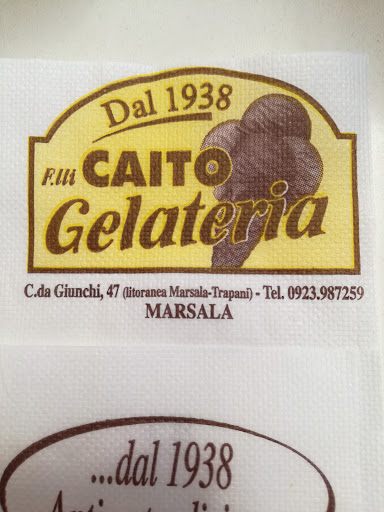 Dal 1938
F.lli CAITO
Gelateria
C.da Giunchi, 47 (litoranea Marsala-Trapani) - Tel. 0923.987259
MARSALA
...dal 1938